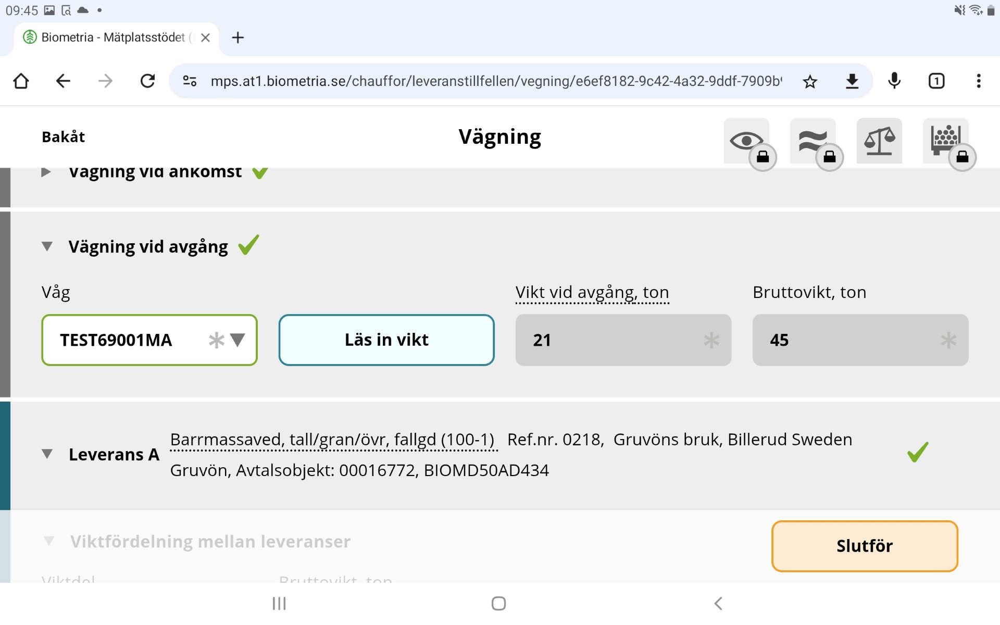 09:45
Biometria - Mätplatsstödet (
mps.at1.biometria.se/chauffor/leveranstillfellen/vegning/e6ef8182-9c42-4a32-9ddf-7909b
1
Bakåt
Vägning
Vägning vid ankomst
Vägning vid avgång
Våg
Vikt vid avgång, ton
Bruttovikt, ton
TEST69001MA *
Läs in vikt
21 *
45 *
Leverans A
Barrmassaved, tall/gran/övr, fallgd (100-1) Ref.nr. 0218, Gruvöns bruk, Billerud Sweden
Gruvön, Avtalsobjekt: 00016772, BIOMD50AD434
Viktfördelning mellan leveranser
Slutför
Viktdel
Bruttovikt, ton